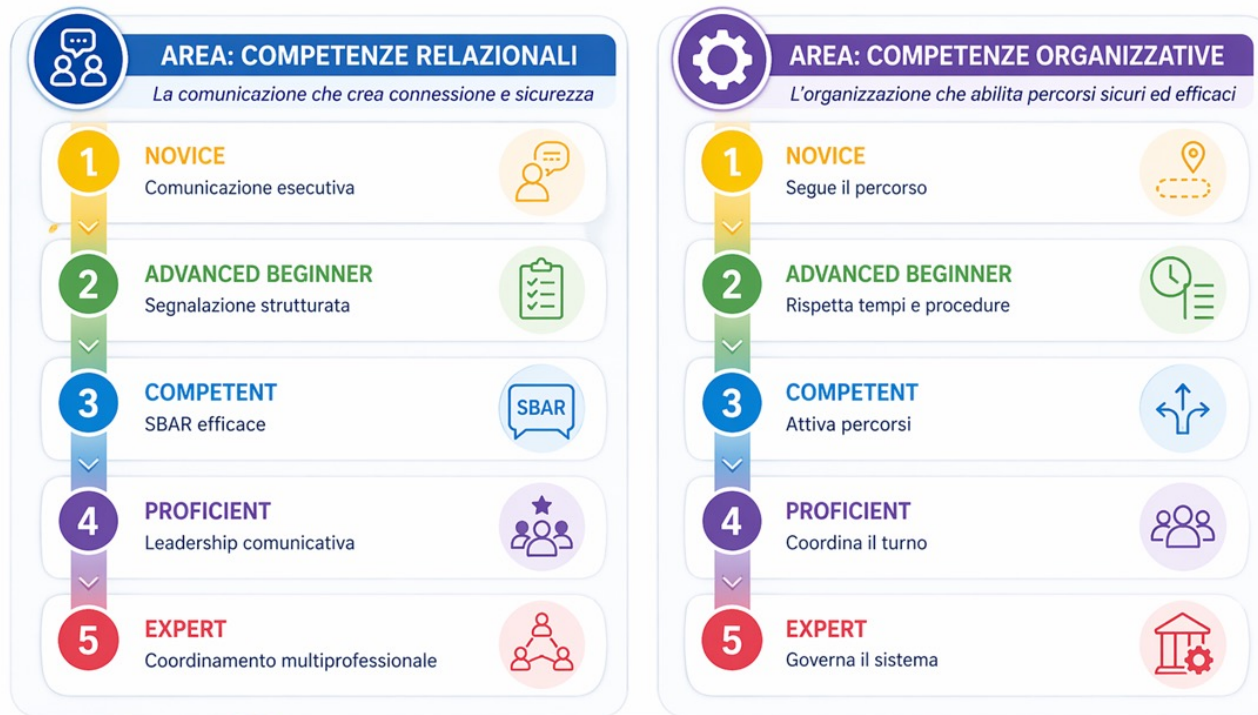 AREA: COMPETENZE RELAZIONALI
La comunicazione che crea connessione e sicurezza
1
NOVICE
Comunicazione esecutiva
2
ADVANCED BEGINNER
Segnalazione strutturata
3
COMPETENT
SBAR efficace
SBAR
4
PROFICIENT
Leadership comunicativa
5
EXPERT
Coordinamento multiprofessionale
AREA: COMPETENZE ORGANIZZATIVE
L'organizzazione che abilita percorsi sicuri ed efficaci
1
NOVICE
Segue il percorso
2
ADVANCED BEGINNER
Rispetta tempi e procedure
3
COMPETENT
Attiva percorsi
4
PROFICIENT
Coordina il turno
5
EXPERT
Governa il sistema